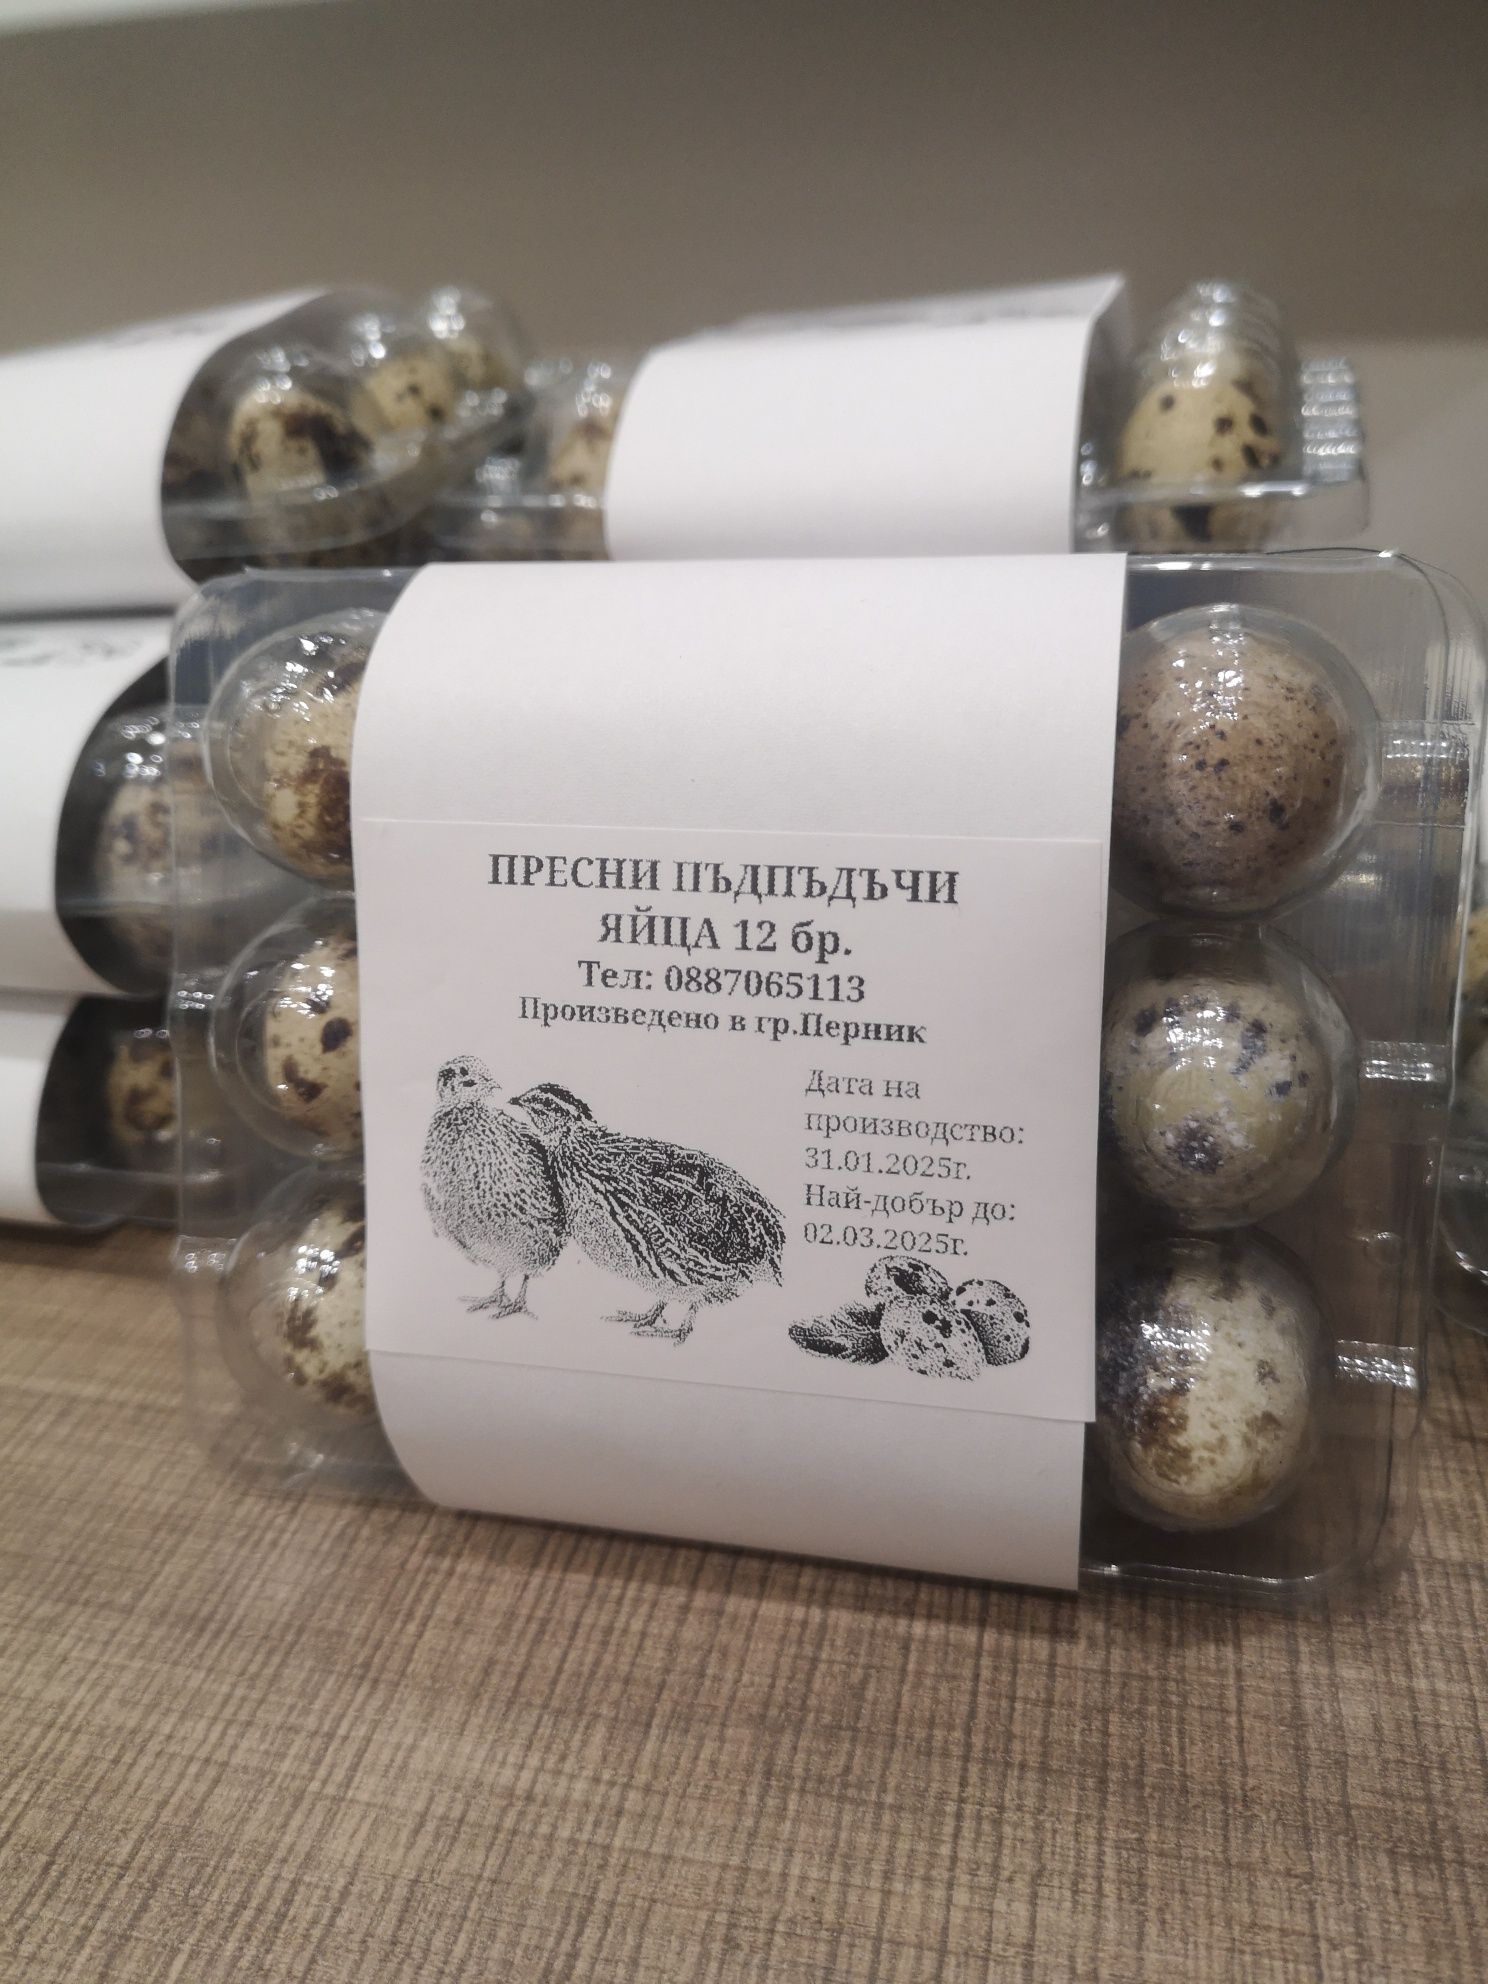 ПРЕСНИ ПЪДПЪДЪЧИ
ЯЙЦА 12 бр.
Тел: 0887065113
Произведено в гр.Перник
Дата на
производство:
31.01.2025г.
Най-добър до:
02.03.2025г.